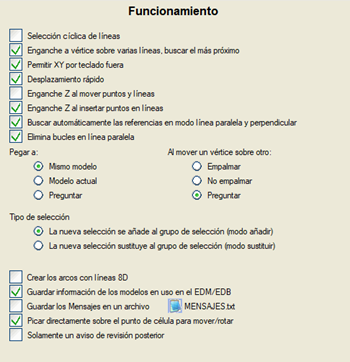 Funcionamiento
Selección cíclica de líneas
Enganche a vértice sobre varias líneas, buscar el más próximo
Permitir XY por teclado fuera
Desplazamiento rápido
Enganche Z al mover puntos y líneas
Enganche Z al insertar puntos en líneas
Buscar automáticamente las referencias en modo línea paralela y perpendicular
Elimina bucles en línea paralela
Pegar a: Al mover un vértice sobre otro:
Mismo modelo Empalmar
Modelo actual No empalmar
Preguntar Preguntar
Tipo de selección
La nueva selección se añade al grupo de selección (modo añadir)
La nueva selección sustituye al grupo de selección (modo sustituir)
Crear los arcos con líneas 8D
Guardar información de los modelos en uso en el EDM/EDB
Guardar los Mensajes en un archivo MENSAJES.txt
Picar directamente sobre el punto de célula para mover/rotar
Solamente un aviso de revisión posterior